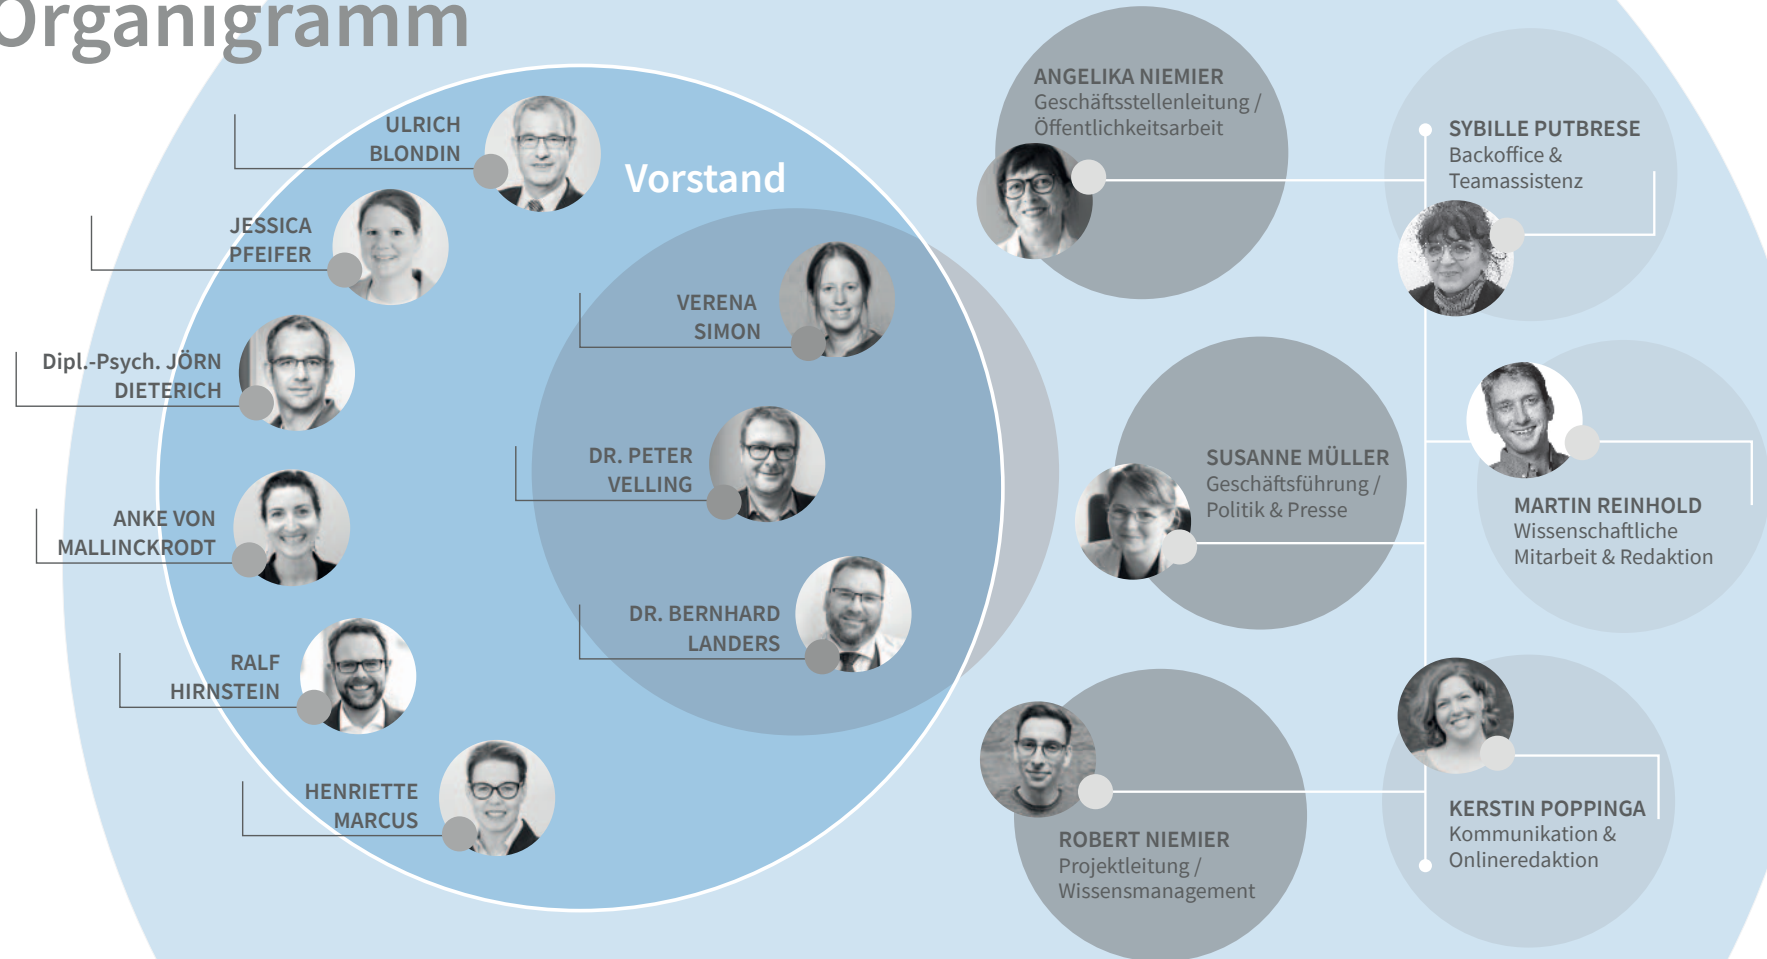 Organigramm
ULRICH
BLONDIN
Vorstand
JESSICA
PFEIFER
Dipl.-Psych. JÖRN
DIETERICH
ANKE VON
MALLINCKRODT
RALF
HIRNSTEIN
HENRIETTE
MARCUS
VERENA
SIMON
DR. PETER
VELLING
DR. BERNHARD
LANDERS
ANGELIKA NIEMIER
Geschäftsstellenleitung /
Öffentlichkeitsarbeit
SUSANNE MÜLLER
Geschäftsführung /
Politik & Presse
ROBERT NIEMIER
Projektleitung /
Wissensmanagement
SYBILLE PUTBRESE
Backoffice &
Teamassistenz
MARTIN REINHOLD
Wissenschaftliche
Mitarbeit & Redaktion
KERSTIN POPPINGA
Kommunikation &
Onlineredaktion